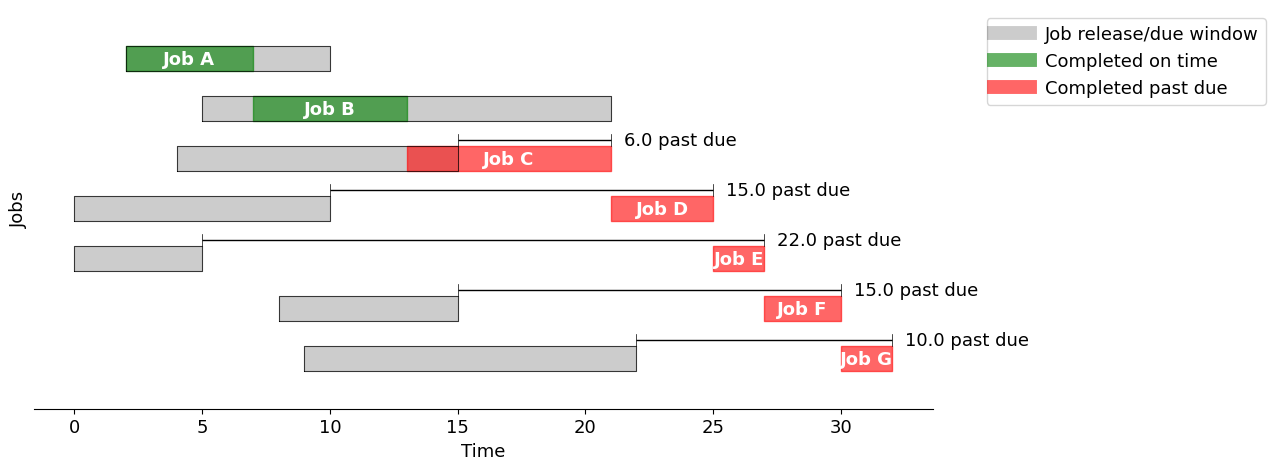 Job release/due window
Completed on time
Completed past due
Job A
Job B
6.0 past due
Job C
15.0 past due
Job D
22.0 past due
Job E
15.0 past due
Job F
10.0 past due
Job G
Jobs
0 5 10 15 20 25 30
Time